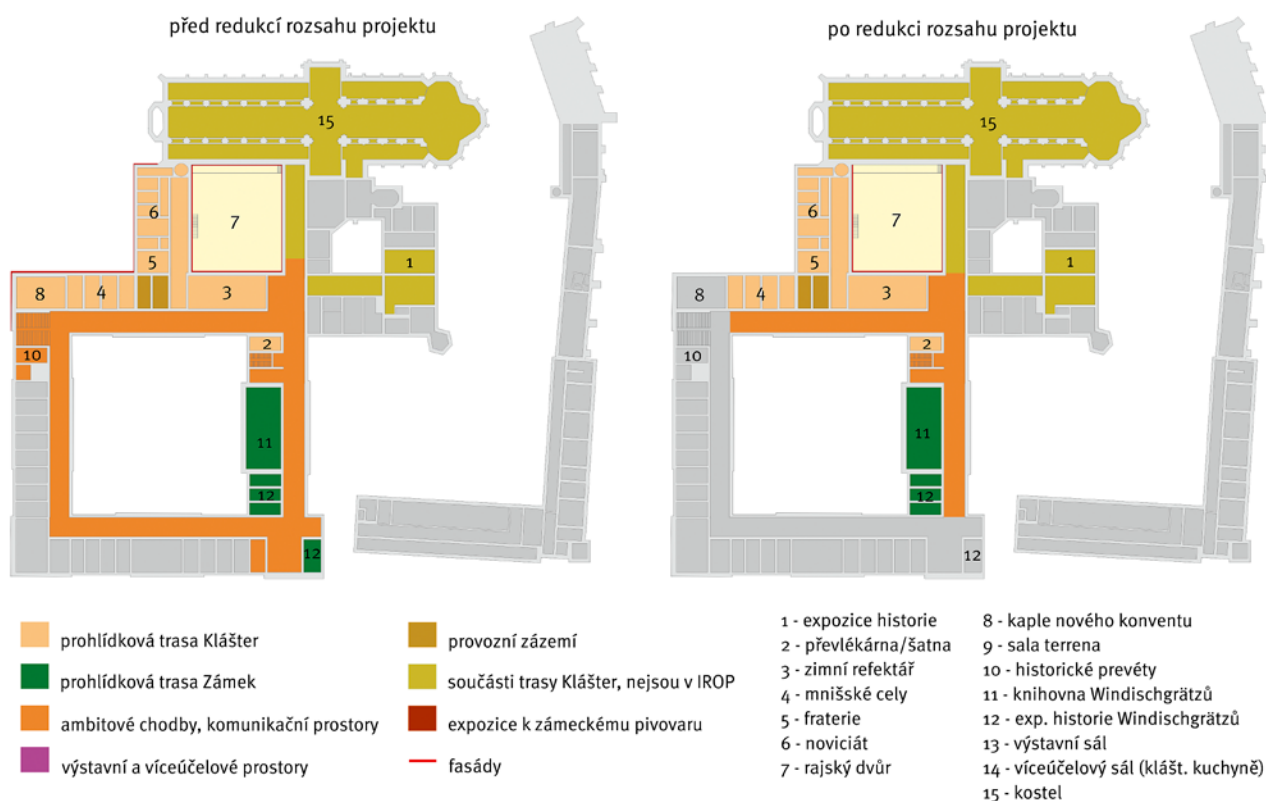 před redukcí rozsahu projektu
po redukci rozsahu projektu
15
6
7
5
1
8
4
3
2
10
11
12
12
15
6
7
5
1
8
4
3
2
10
11
12
12
prohlídková trasa Klášter
prohlídková trasa Zámek
ambitové chodby, komunikační prostory
výstavní a víceúčelové prostory
provozní zázemí
součásti trasy Klášter, nejsou v IROP
expozice k zámeckému pivovaru
fasády
1 - expozice historie
2 - převlékárna/šatna
3 - zimní refektář
4 - mnišské cely
5 - fraterie
6 - noviciát
7 - rajský dvůr
8 - kaple nového konventu
9 - sala terrena
10 - historické prevéty
11 - knihovna Windischgrätzů
12 - exp. historie Windischgrätzů
13 - výstavní sál
14 - víceúčelový sál (klášt. kuchyně)
15 - kostel